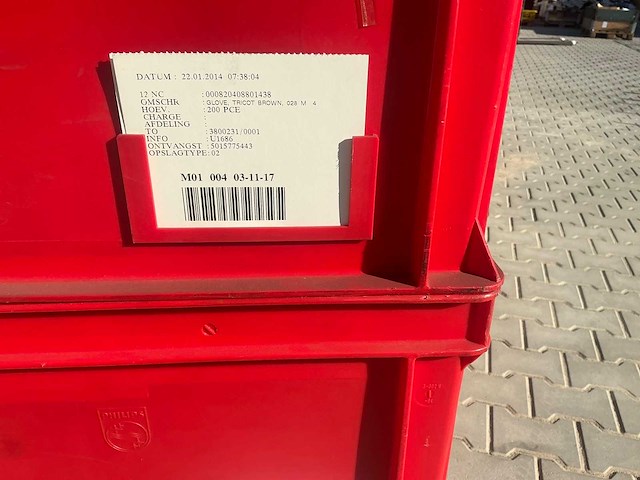 DATUM : 22.01.2014 07:38:04
12 NC : 000820408801438
OMSCHR : GLOVE, TRICOT BROWN, 028 M 4
HOEV. : 200 PCE
CHARGE :
AFDELING :
TO : 3800231/0001
INFO : U1686
ONTVANGST : 5015775443
OPSLAGTYPE : 02
M01 004 03-11-17
PHILIPS